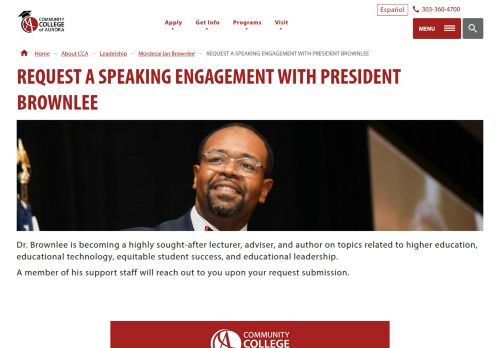 Español
303-360-4700
COMMUNITY
COLLEGE
of AURORA
Apply
Get Info
Programs
Visit
MENU
Home – About CCA – Leadership – Mordecai Ian Brownlee – REQUEST A SPEAKING ENGAGEMENT WITH PRESIDENT BROWNLEE
REQUEST A SPEAKING ENGAGEMENT WITH PRESIDENT
BROWNLEE
Dr. Brownlee is becoming a highly sought-after lecturer, adviser, and author on topics related to higher education,
educational technology, equitable student success, and educational leadership.
A member of his support staff will reach out to you upon your request submission.
COMMUNITY
COLLEGE